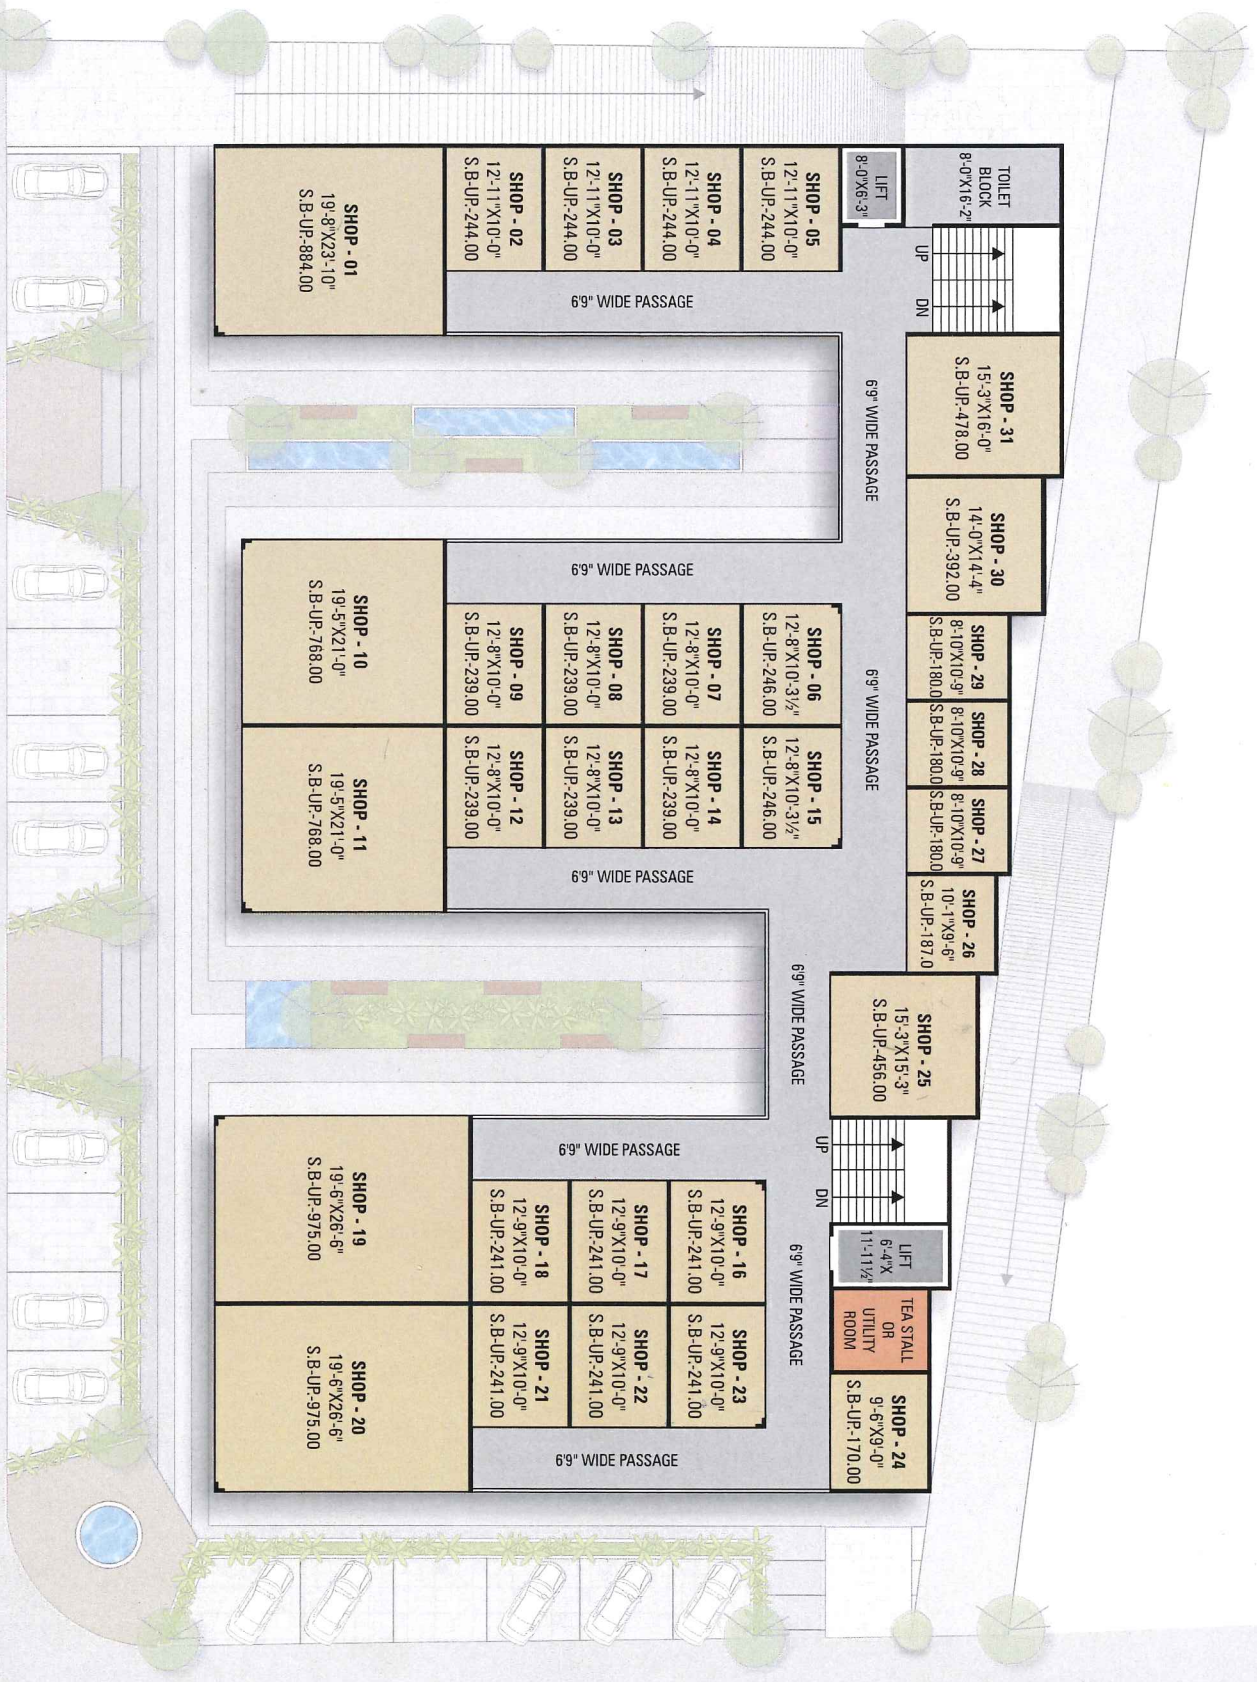 TOILET
BLOCK
8'-0"X16'-2"
LIFT
8'-0"X6'-3"
UP
DN
SHOP - 05
12'-11"X10'-0"
S.B-UP.-244.00
SHOP - 04
12'-11"X10'-0"
S.B-UP.-244.00
SHOP - 03
12'-11"X10'-0"
S.B-UP.-244.00
SHOP - 02
12'-11"X10'-0"
S.B-UP.-244.00
SHOP - 01
19'-8"X23'-10"
S.B-UP.-884.00
6'9" WIDE PASSAGE
6'9" WIDE PASSAGE
SHOP - 31
15'-3"X16'-0"
S.B-UP.-478.00
SHOP - 30
14'-0"X14'-4"
S.B-UP.-392.00
6'9" WIDE PASSAGE
SHOP - 29
8'-10"X10'-9"
S.B-UP.-180.0
SHOP - 28
8'-10"X10'-9"
S.B-UP.-180.0
SHOP - 27
8'-10"X10'-9"
S.B-UP.-180.0
SHOP - 26
10'-1"X9'-6"
S.B-UP.-187.0
6'9" WIDE PASSAGE
SHOP - 06
12'-8"X10'-3½"
S.B-UP.-246.00
SHOP - 07
12'-8"X10'-0"
S.B-UP.-239.00
SHOP - 08
12'-8"X10'-0"
S.B-UP.-239.00
SHOP - 09
12'-8"X10'-0"
S.B-UP.-239.00
SHOP - 10
19'-5"X21'-0"
S.B-UP.-768.00
SHOP - 15
12'-8"X10'-3½"
S.B-UP.-246.00
SHOP - 14
12'-8"X10'-0"
S.B-UP.-239.00
SHOP - 13
12'-8"X10'-0"
S.B-UP.-239.00
SHOP - 12
12'-8"X10'-0"
S.B-UP.-239.00
SHOP - 11
19'-5"X21'-0"
S.B-UP.-768.00
6'9" WIDE PASSAGE
6'9" WIDE PASSAGE
SHOP - 25
15'-3"X15'-3"
S.B-UP.-456.00
UP
DN
LIFT
6'-4"X
11'-11½"
TEA STALL
OR
UTILITY
ROOM
SHOP - 24
9'-6"X9'-0"
S.B-UP.-170.00
6'9" WIDE PASSAGE
6'9" WIDE PASSAGE
SHOP - 16
12'-9"X10'-0"
S.B-UP.-241.00
SHOP - 17
12'-9"X10'-0"
S.B-UP.-241.00
SHOP - 18
12'-9"X10'-0"
S.B-UP.-241.00
SHOP - 19
19'-6"X26'-6"
S.B-UP.-975.00
SHOP - 23
12'-9"X10'-0"
S.B-UP.-241.00
SHOP - 22
12'-9"X10'-0"
S.B-UP.-241.00
SHOP - 21
12'-9"X10'-0"
S.B-UP.-241.00
SHOP - 20
19'-6"X26'-6"
S.B-UP.-975.00
6'9" WIDE PASSAGE